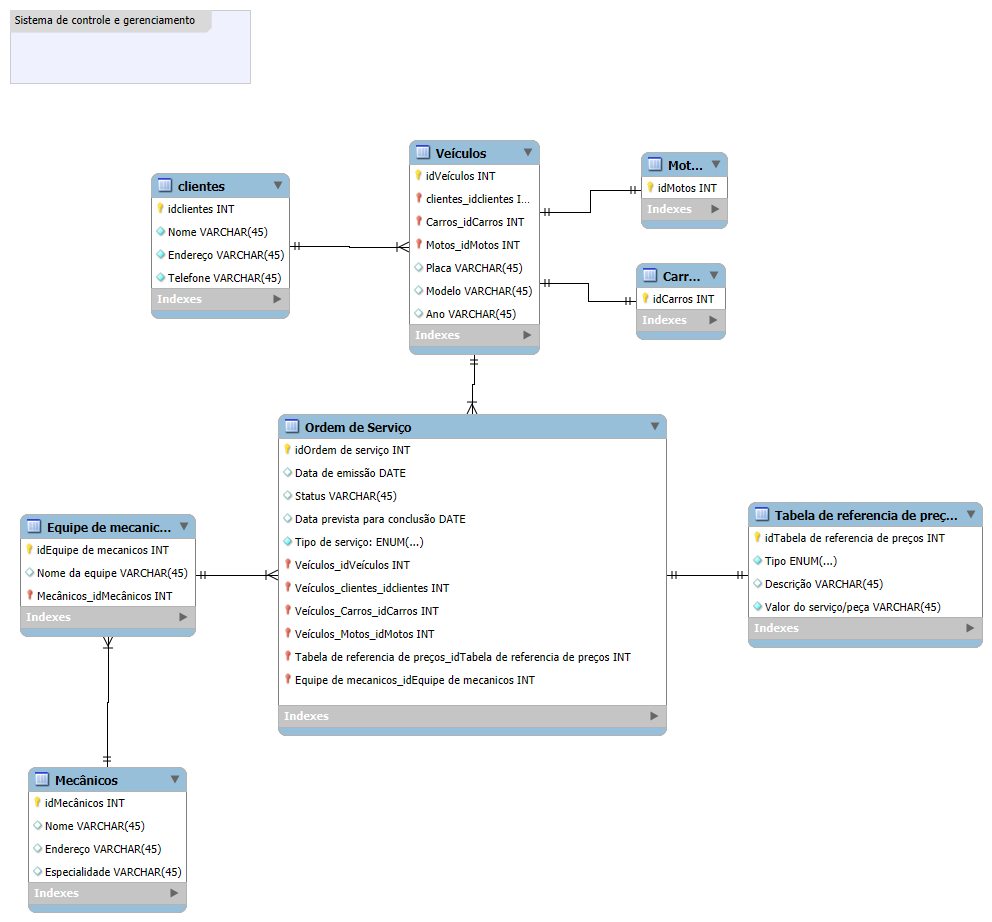 Sistema de controle e gerenciamento
Veículos
idVeículos INT
clientes_idclientes I...
Carros_idCarros INT
Motos_idMotos INT
Placa VARCHAR(45)
Modelo VARCHAR(45)
Ano VARCHAR(45)
Indexes
Mot...
idMotos INT
Indexes
clientes
idclientes INT
Nome VARCHAR(45)
Endereço VARCHAR(45)
Telefone VARCHAR(45)
Indexes
Carr...
idCarros INT
Indexes
Ordem de Serviço
idOrdem de serviço INT
Data de emissão DATE
Status VARCHAR(45)
Data prevista para conclusão DATE
Tipo de serviço: ENUM(...)
Veículos_idVeículos INT
Veículos_clientes_idclientes INT
Veículos_Carros_idCarros INT
Veículos_Motos_idMotos INT
Tabela de referencia de preços_idTabela de referencia de preços INT
Equipe de mecanicos_idEquipe de mecanicos INT
Indexes
Equipe de mecanic...
idEquipe de mecanicos INT
Nome da equipe VARCHAR(45)
Mecânicos_idMecânicos INT
Indexes
Tabela de referencia de preç...
idTabela de referencia de preços INT
Tipo ENUM(...)
Descrição VARCHAR(45)
Valor do serviço/peça VARCHAR(45)
Indexes
Mecânicos
idMecânicos INT
Nome VARCHAR(45)
Endereço VARCHAR(45)
Especialidade VARCHAR(45)
Indexes